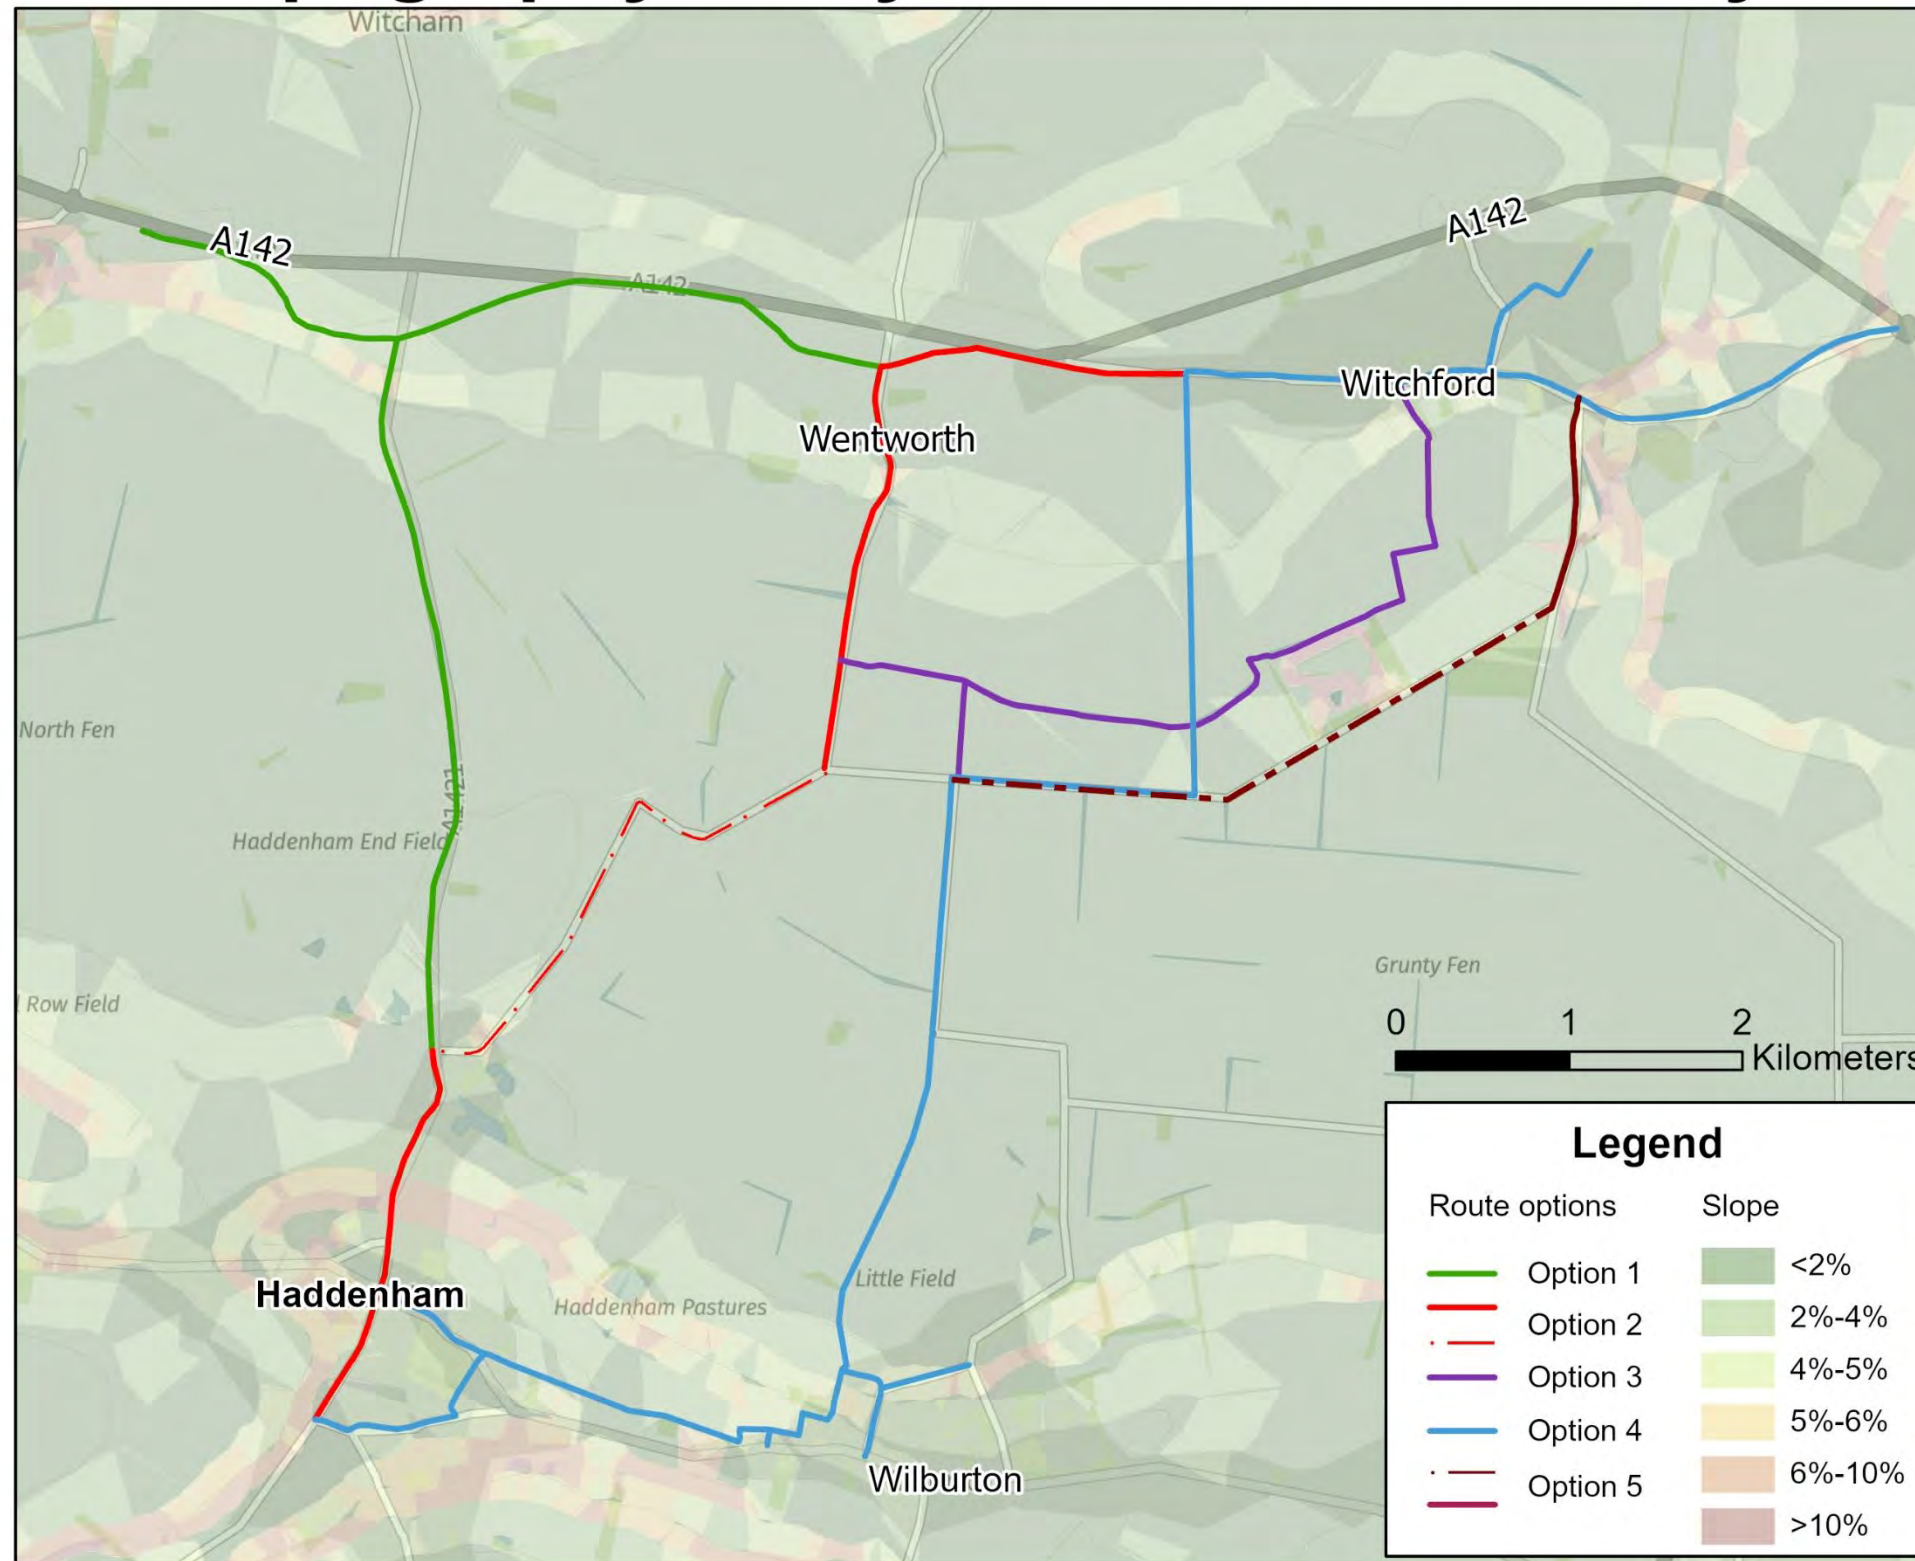 Witcham
A142
A142
A142
Witchford
Wentworth
North Fen
A1421
Haddenham End Field
Grunty Fen
Row Field
0 1 2
Kilometers
Legend
Route options
Slope
Option 1
Option 2
Option 3
Option 4
Option 5
<2%
2%-4%
4%-5%
5%-6%
6%-10%
>10%
Little Field
Haddenham
Haddenham Pastures
Wilburton